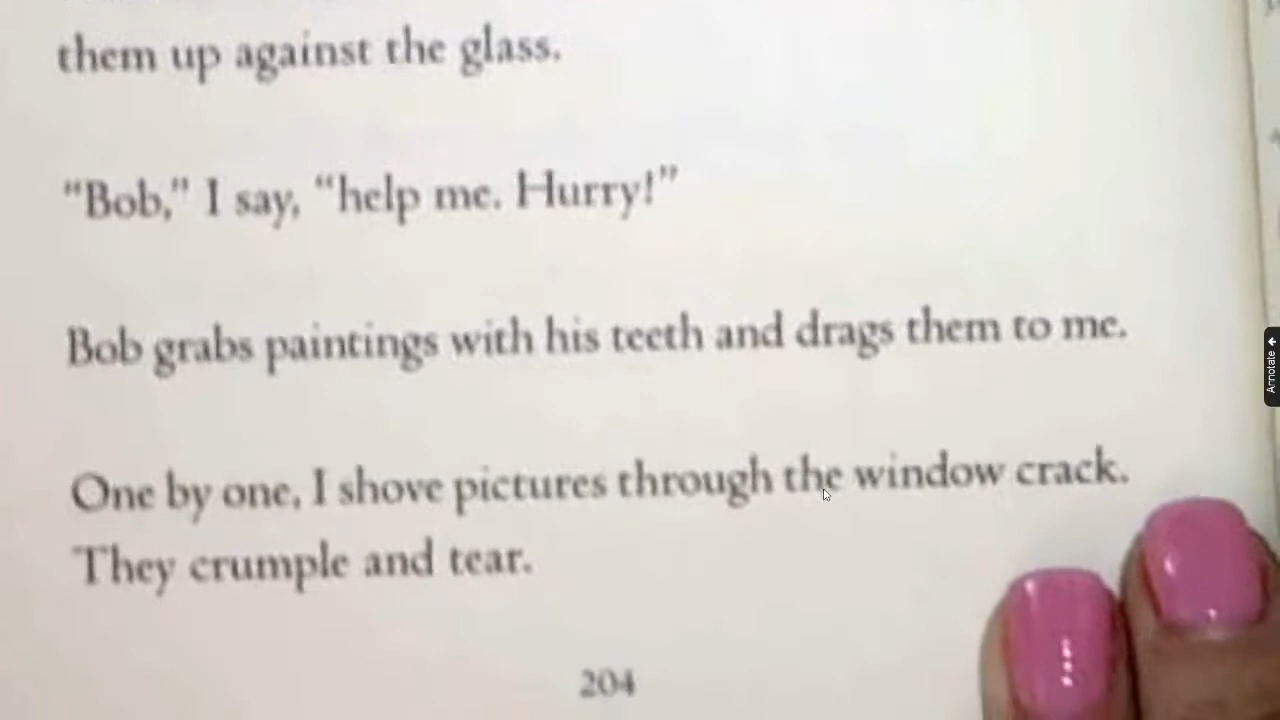 them up against the glass.
“Bob,” I say, “help me. Hurry!”
Bob grabs paintings with his teeth and drags them to me.
One by one, I shove pictures through the window crack.
They crumple and tear.
204
Annotate